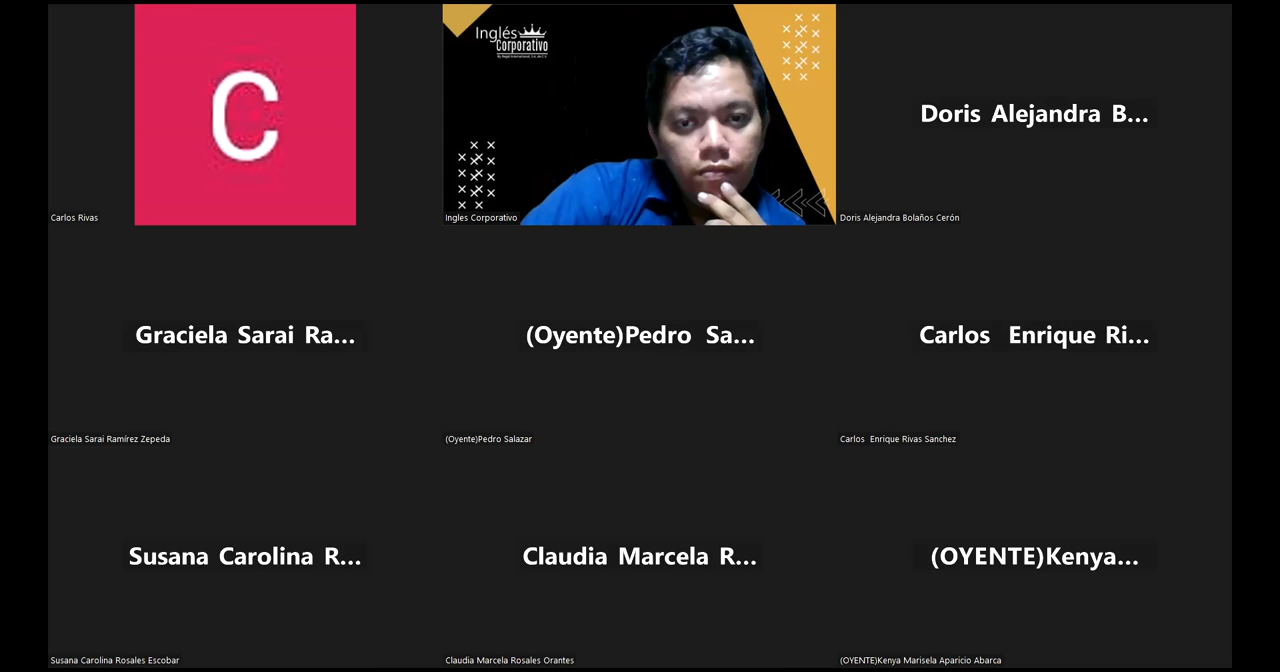 C
Carlos Rivas
Inglés
Corporativo
Ingles Corporativo
Doris Alejandra B...
Doris Alejandra Bolaños Cerón
Graciela Sarai Ra...
Graciela Sarai Ramírez Zepeda
(Oyente)Pedro Sa...
(Oyente)Pedro Salazar
Carlos Enrique Ri...
Carlos Enrique Rivas Sanchez
Susana Carolina R...
Susana Carolina Rosales Escobar
Claudia Marcela R...
Claudia Marcela Rosales Orantes
(OYENTE)Kenya...
(OYENTE)Kenya Marisela Aparicio Abarca